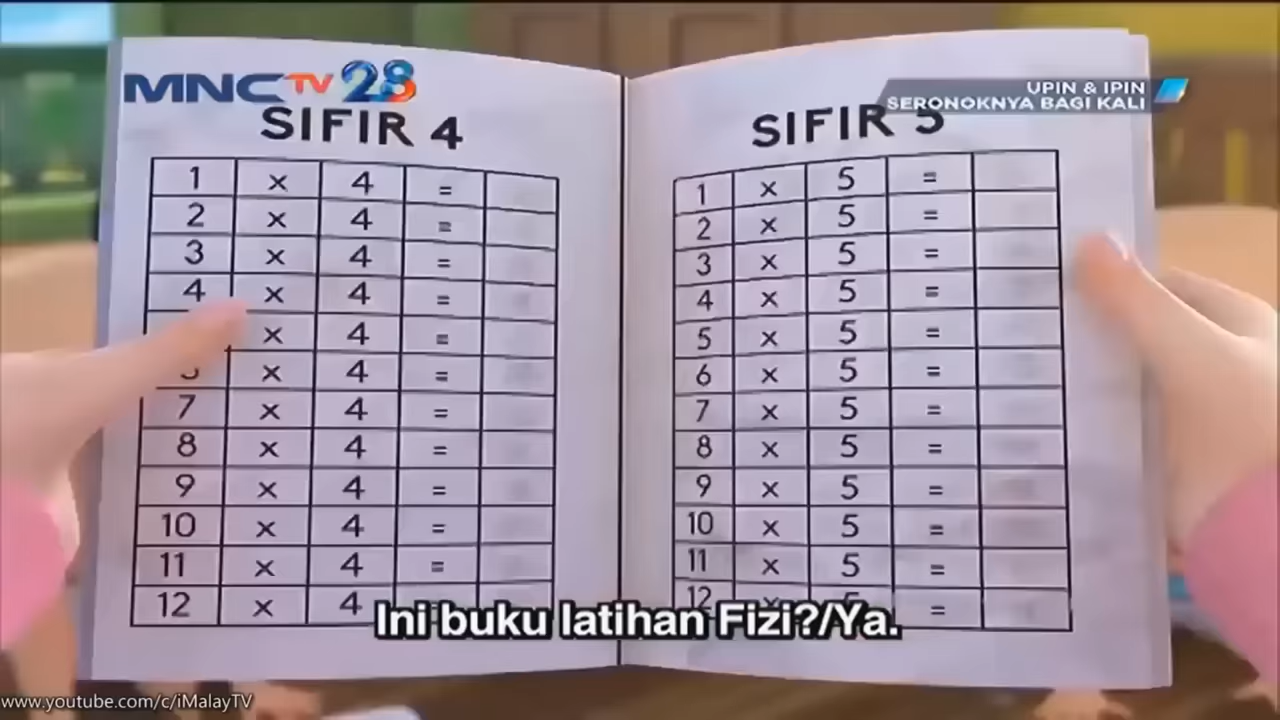 MNCTV 28
UPIN & IPIN
SERONOKNYA BAGI KALI
SIFIR 4
1 x 4 =
2 x 4 =
3 x 4 =
4 x 4 =
x 4 =
x 4 =
7 x 4 =
8 x 4 =
9 x 4 =
10 x 4 =
11 x 4 =
12 x 4
SIFIR 5
1 x 5 =
2 x 5 =
3 x 5 =
4 x 5 =
5 x 5 =
6 x 5 =
7 x 5 =
8 x 5 =
9 x 5 =
10 x 5 =
11 x 5 =
12 x 5 =
Ini buku latihan Fizi?/Ya.
www.youtube.com/c/iMalayTV